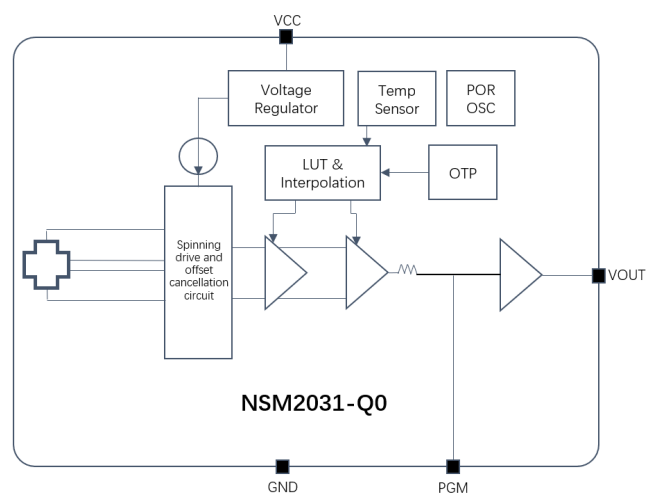 VCC
Voltage
Regulator
Temp
Sensor
POR
OSC
LUT &
Interpolation
OTP
Spinning
drive and
offset
cancellation
circuit
VOUT
NSM2031-Q0
GND
PGM